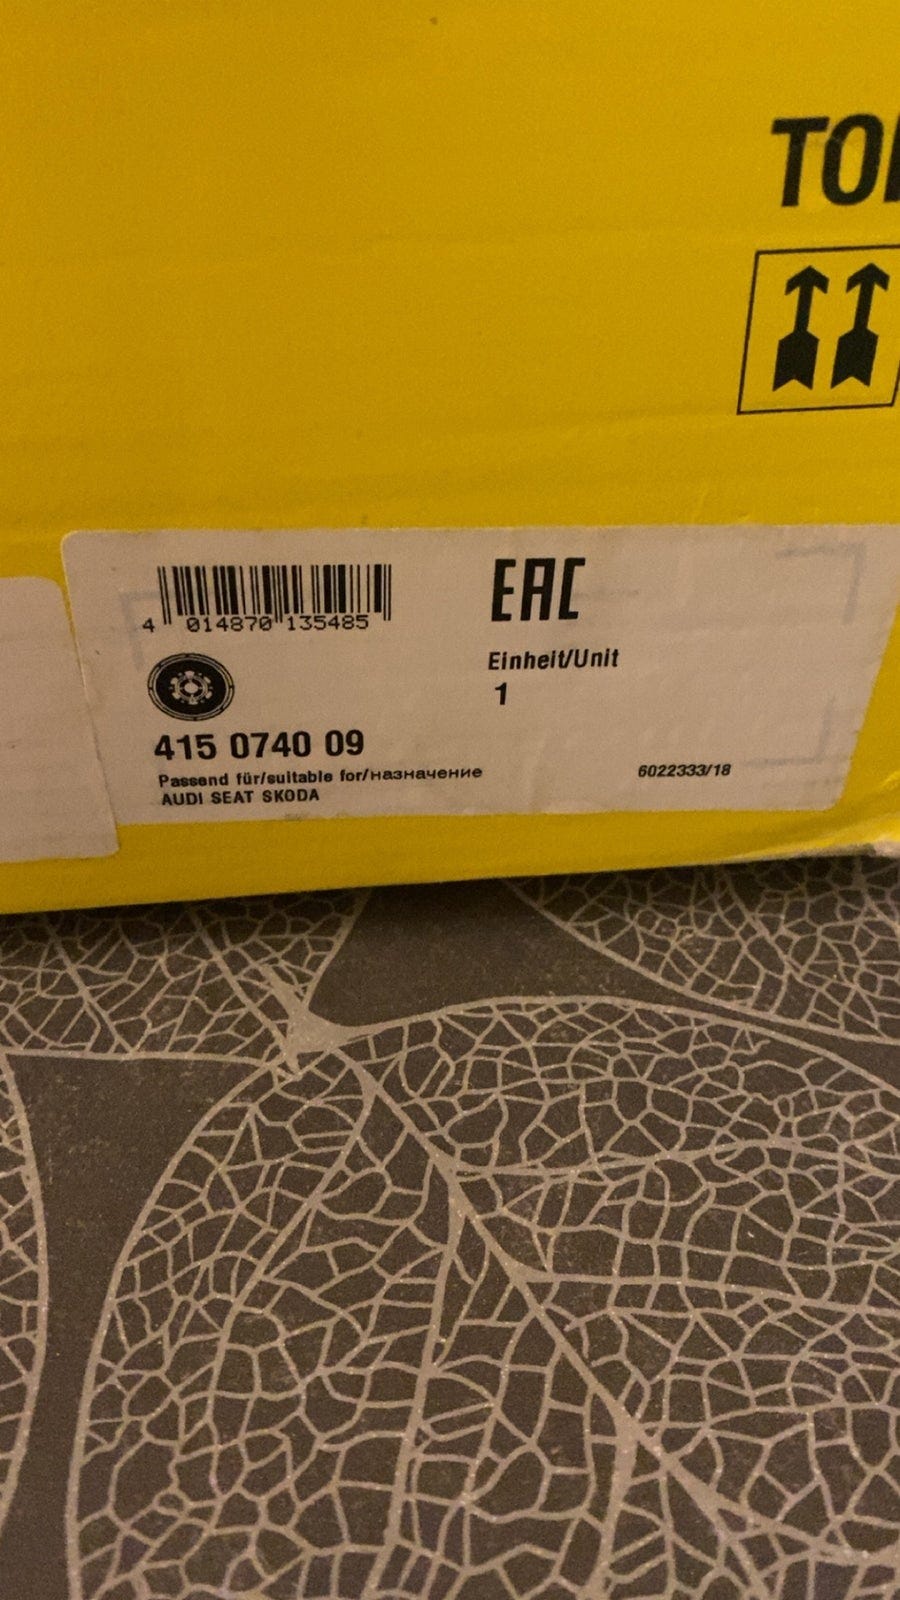 TO
EAC
4 014870 135485
Einheit/Unit
1
415 0740 09
Passend für/suitable for/назначение
AUDI SEAT SKODA
6022333/18